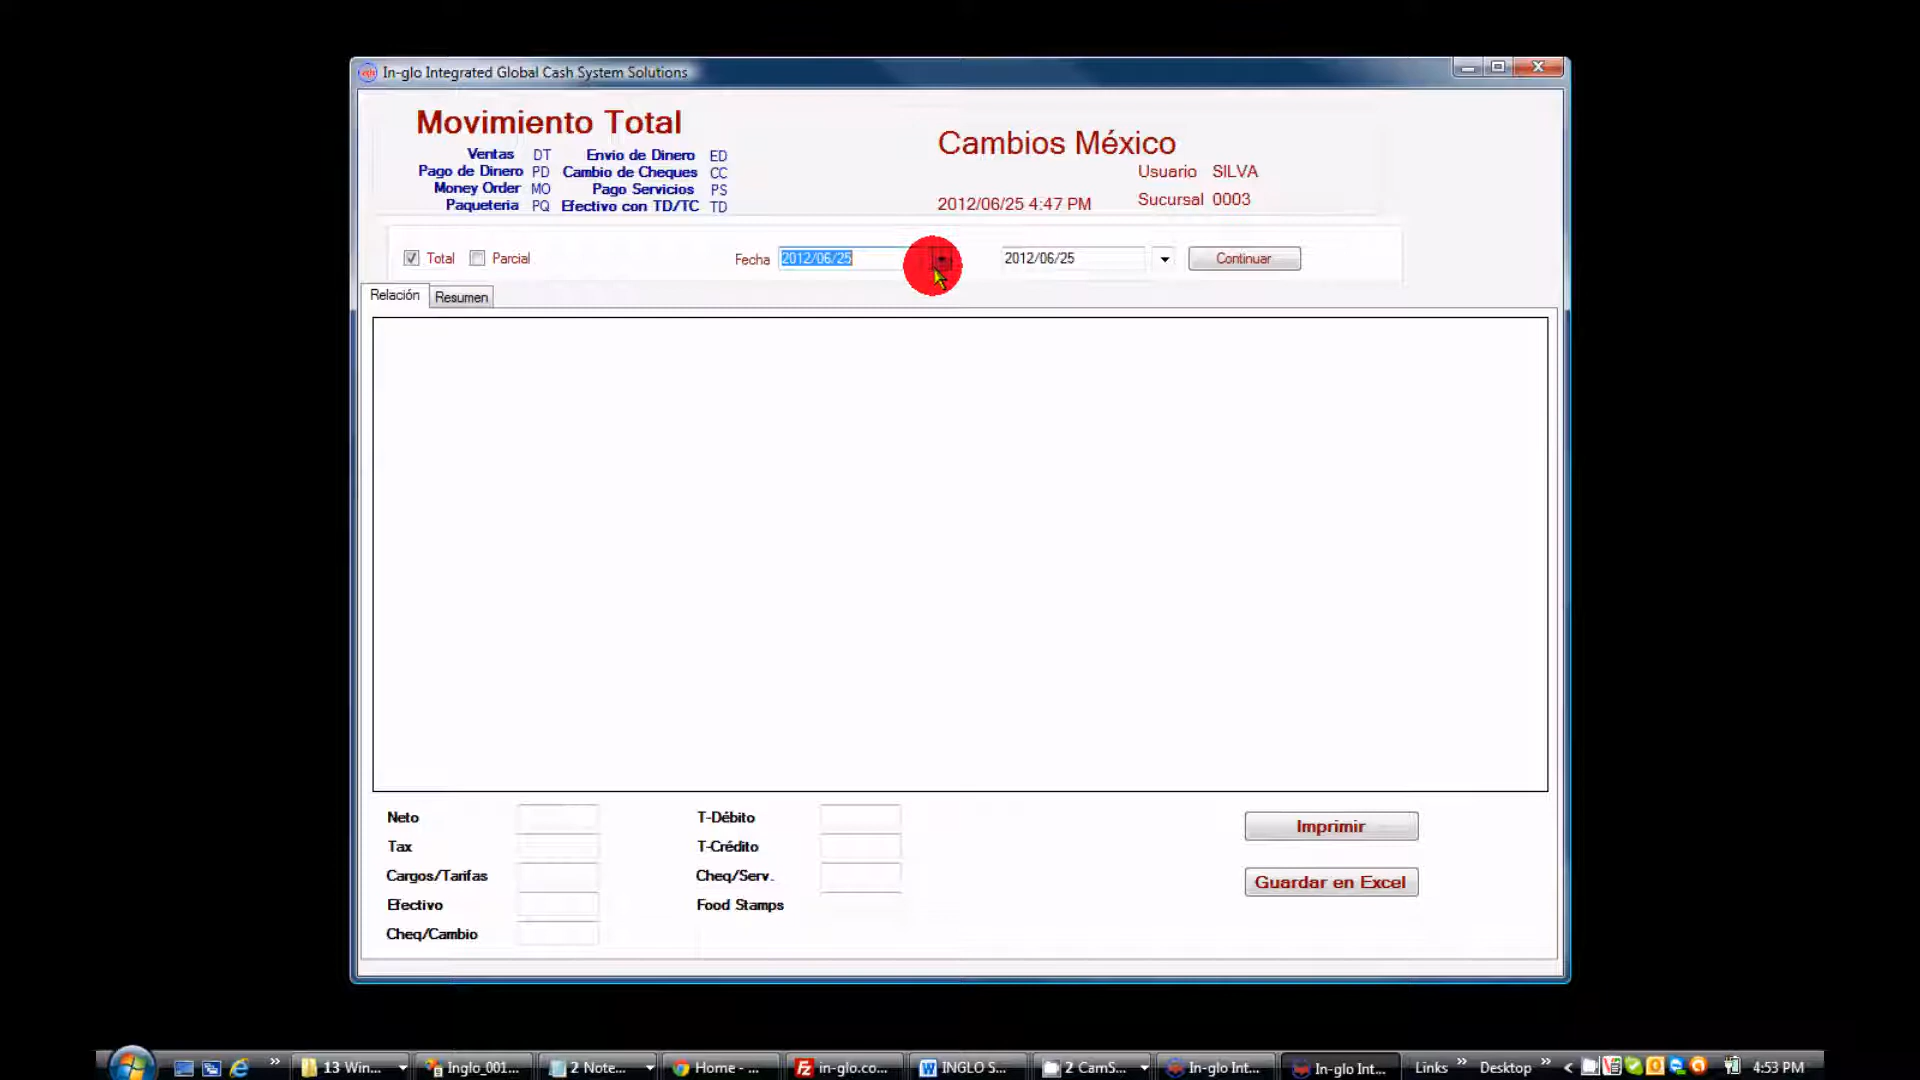 In-glo Integrated Global Cash System Solutions
Movimiento Total
Ventas DT Envio de Dinero ED
Pago de Dinero PD Cambio de Cheques CC
Money Order MO Pago Servicios PS
Paqueteria PQ Efectivo con TD/TC TD
Cambios México
Usuario SILVA
2012/06/25 4:47 PM Sucursal 0003
Total Parcial Fecha 2012/06/25 2012/06/25 Continuar
Relación Resumen
Neto T-Débito
Tax T-Crédito
Cargos/Tarifas Cheq/Serv.
Efectivo Food Stamps
Cheq/Cambio
Imprimir
Guardar en Excel
» 13 Win... Inglo_001... 2 Note... Home - ... in-glo.co... INGLO S... 2 CamS... In-glo Int... In-glo Int... Links » Desktop » < 4:53 PM